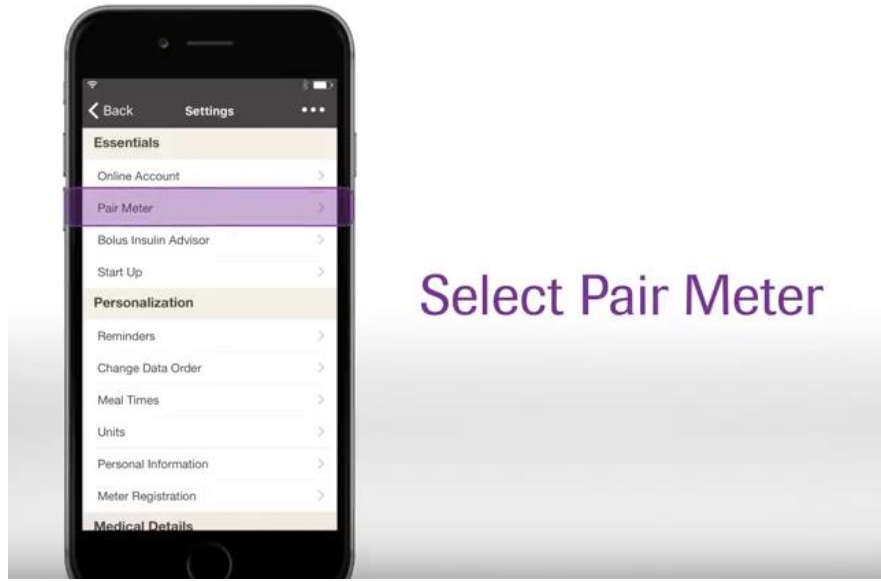 Back Settings
Essentials
Online Account
Pair Meter
Bolus Insulin Advisor
Start Up
Personalization
Reminders
Change Data Order
Meal Times
Units
Personal Information
Meter Registration
Medical Details
Select Pair Meter